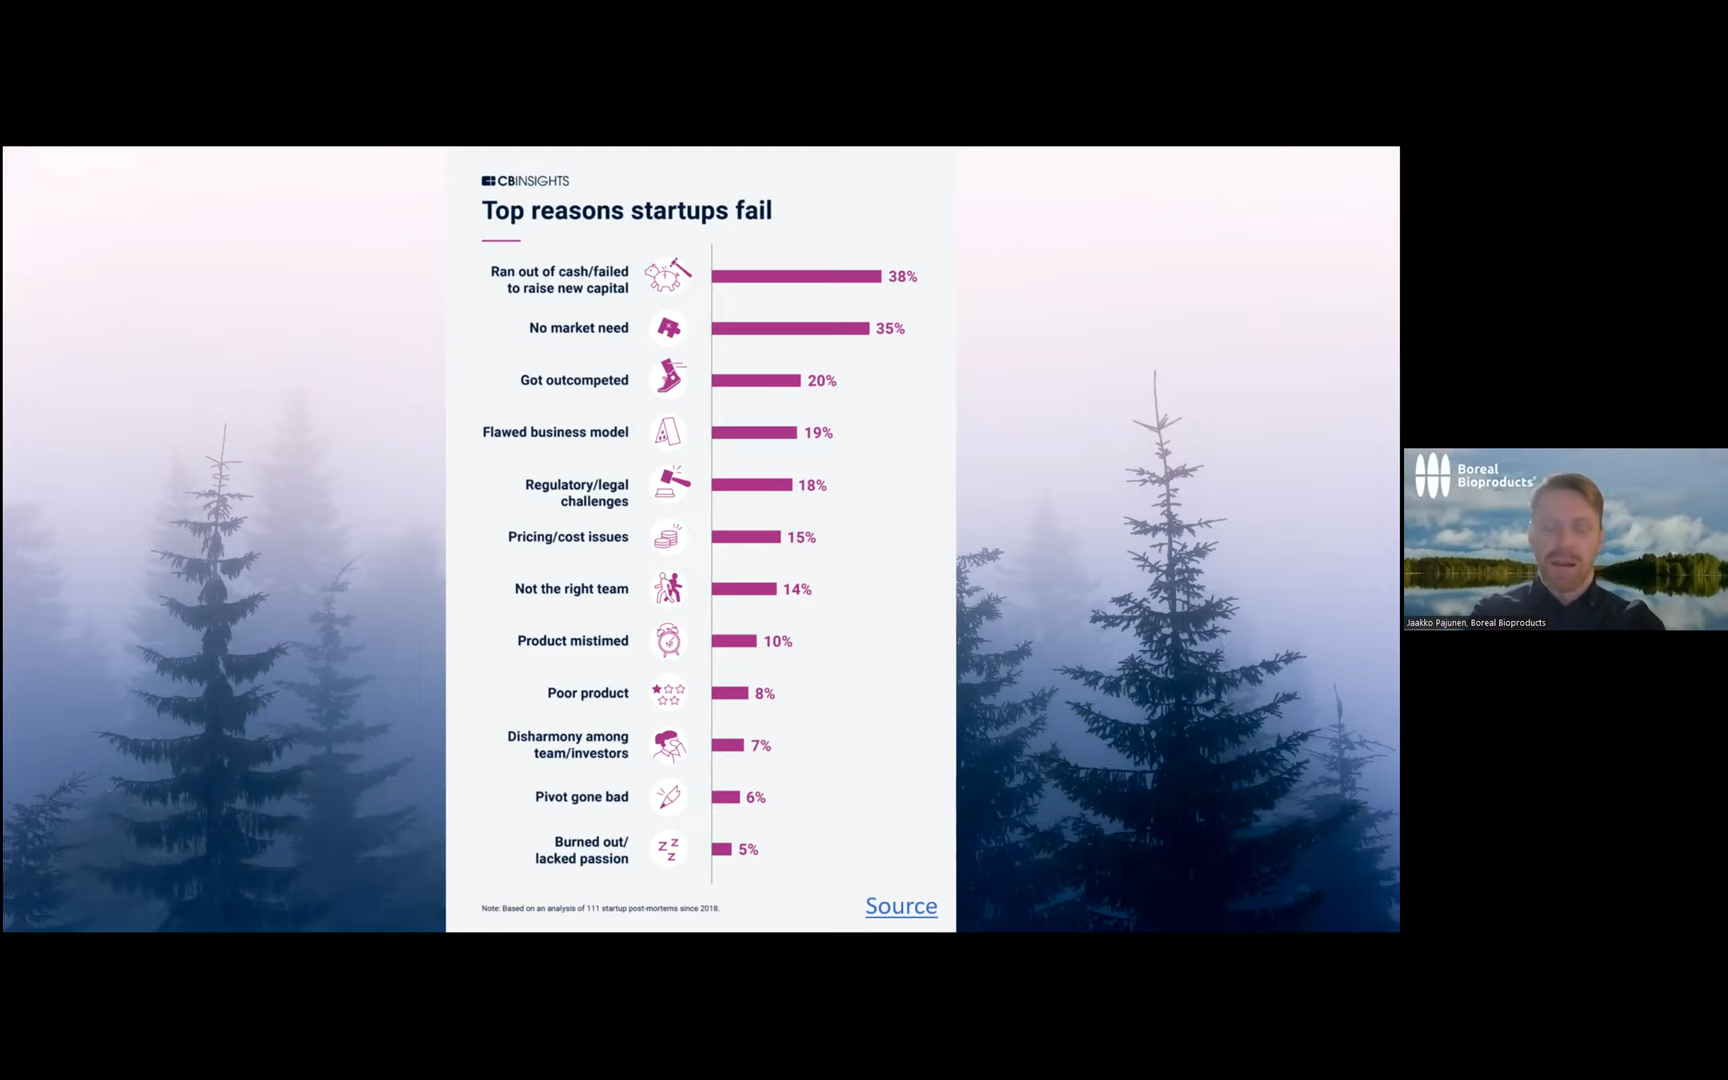 CBINSIGHTS
Top reasons startups fail
Ran out of cash/failed
to raise new capital
38%
No market need
35%
Got outcompeted
20%
Flawed business model
19%
Regulatory/legal
challenges
18%
Pricing/cost issues
15%
Not the right team
14%
Product mistimed
10%
Poor product
8%
Disharmony among
team/investors
7%
Pivot gone bad
6%
Burned out/
lacked passion
Z Z
Z
5%
Note: Based on an analysis of 111 startup post-mortems since 2018.
Source
Boreal
Bioproducts
Jaakko Pajunen, Boreal Bioproducts